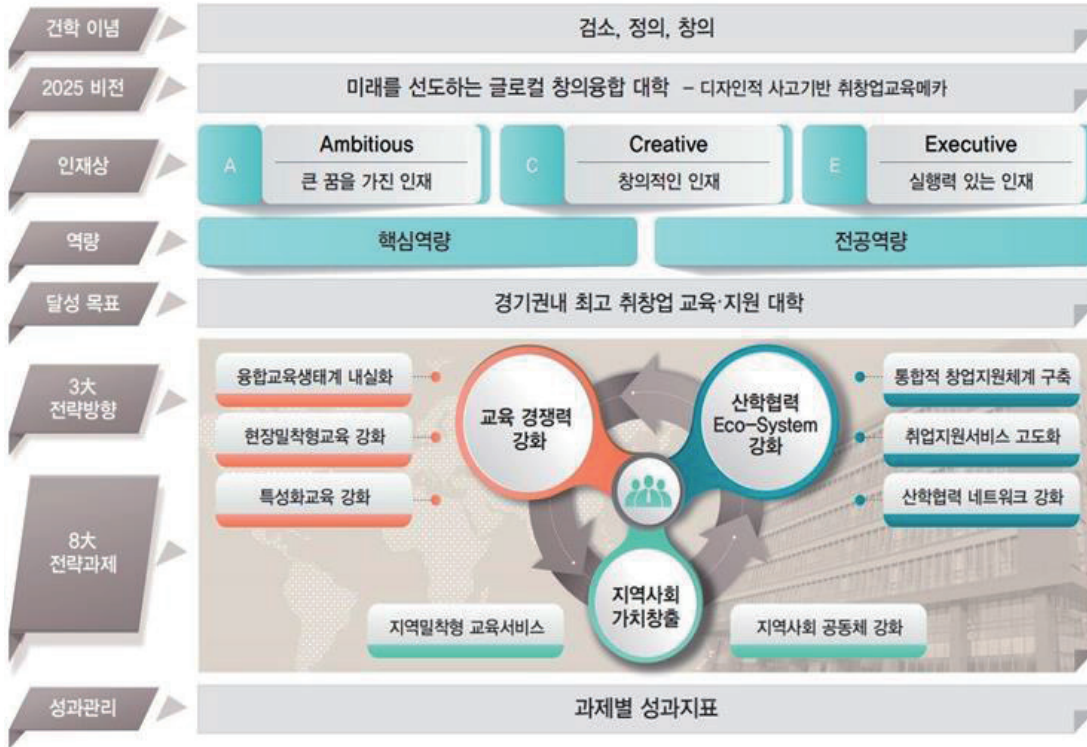 건학 이념
검소, 정의, 창의
2025 비전
미래를 선도하는 글로컬 창의융합 대학 - 디자인적 사고기반 취창업교육메카
인재상
A
Ambitious
큰 꿈을 가진 인재
C
Creative
창의적인 인재
E
Executive
실행력 있는 인재
역량
핵심역량
전공역량
달성 목표
경기권내 최고 취창업 교육·지원 대학
3大
전략방향
8大
전략과제
융합교육생태계 내실화
현장밀착형교육 강화
특성화교육 강화
교육 경쟁력
강화
산학협력
Eco-System
강화
통합적 창업지원체계 구축
취업지원서비스 고도화
산학협력 네트워크 강화
지역사회
가치창출
지역밀착형 교육서비스
지역사회 공동체 강화
성과관리
과제별 성과지표